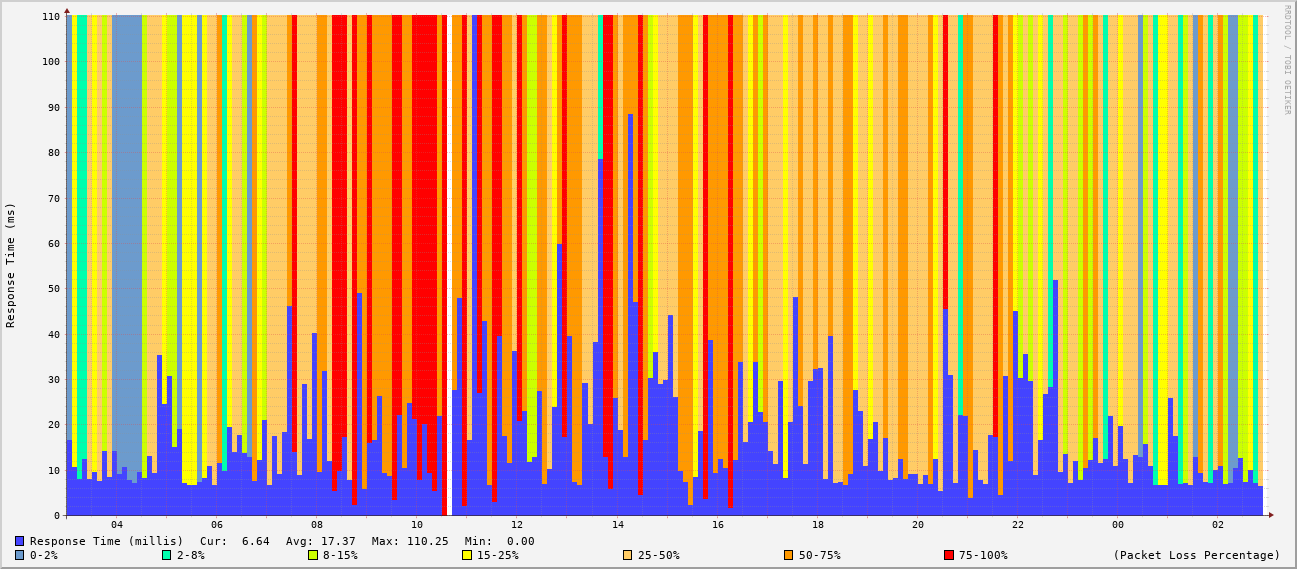 RRDTOOL / TOBI OETIKER
Response Time (ms)
110
100
90
80
70
60
50
40
30
20
10
0
04 06 08 10 12 14 16 18 20 22 00 02
Response Time (millis) Cur: 6.64 Avg: 17.37 Max: 110.25 Min: 0.00
0-2% 2-8% 8-15% 15-25% 25-50% 50-75% 75-100% (Packet Loss Percentage)